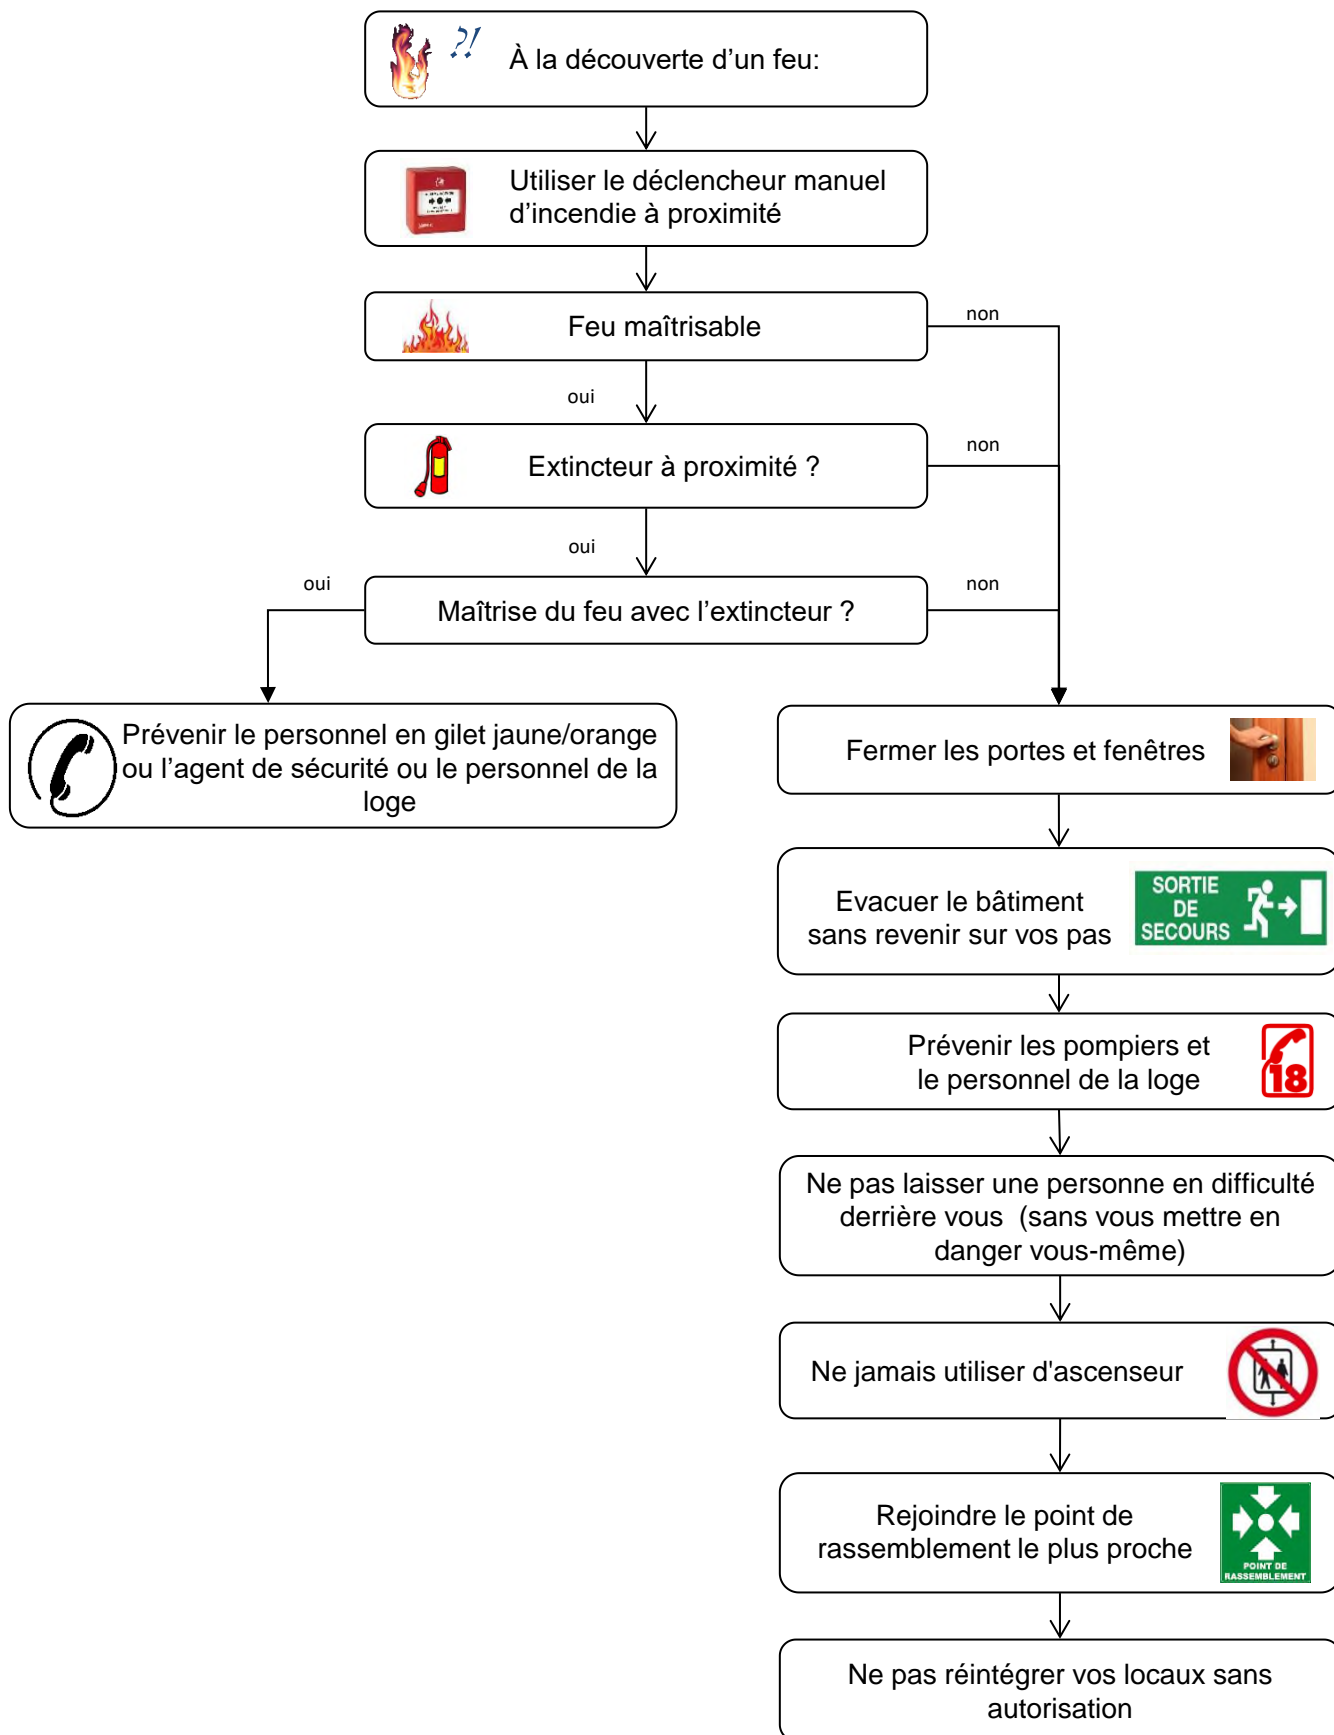 ?!
À la découverte d’un feu:
Utiliser le déclencheur manuel
d’incendie à proximité
Feu maîtrisable
non
oui
Extincteur à proximité ?
non
oui
oui
Maîtrise du feu avec l’extincteur ?
non
Prévenir le personnel en gilet jaune/orange
ou l’agent de sécurité ou le personnel de la
loge
Fermer les portes et fenêtres
Evacuer le bâtiment
sans revenir sur vos pas
SORTIE
DE
SECOURS
Prévenir les pompiers et
le personnel de la loge
18
Ne pas laisser une personne en difficulté
derrière vous (sans vous mettre en
danger vous-même)
Ne jamais utiliser d'ascenseur
Rejoindre le point de
rassemblement le plus proche
POINT DE
RASSEMBLEMENT
Ne pas réintégrer vos locaux sans
autorisation